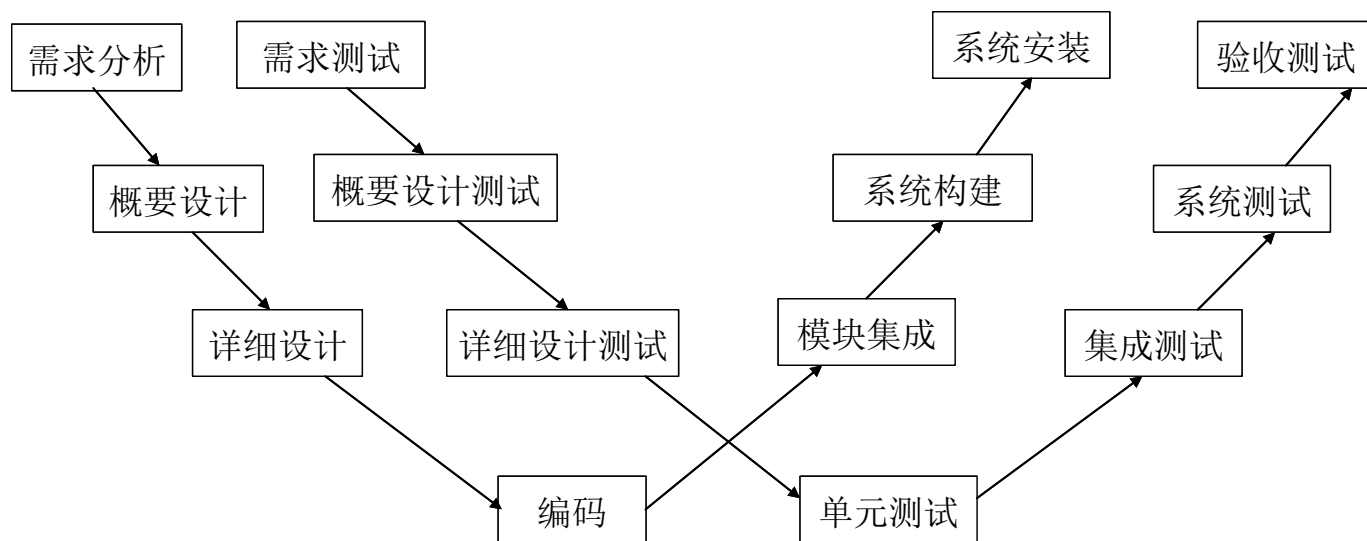 需求分析
需求测试
系统安装
验收测试
概要设计
概要设计测试
系统构建
系统测试
详细设计
详细设计测试
模块集成
集成测试
编码
单元测试